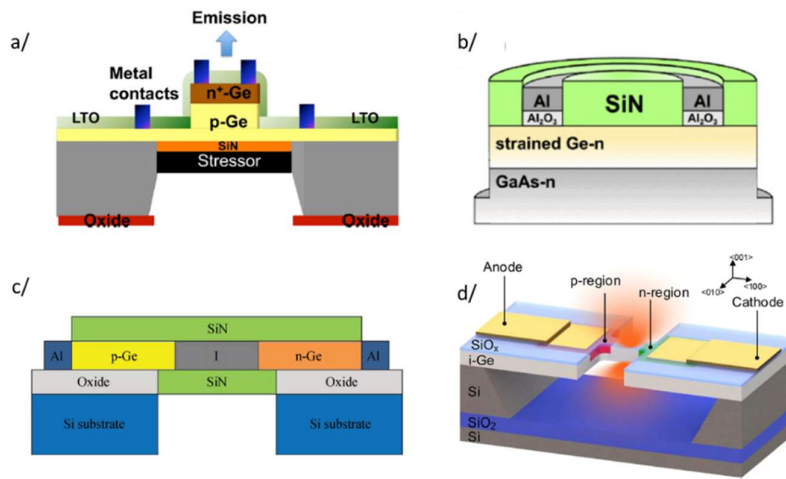 a/
Emission
Metal
contacts
n⁺-Ge
LTO
p-Ge
LTO
SiN
Stressor
Oxide
Oxide
b/
Al
SiN
Al
Al₂O₃
Al₂O₃
strained Ge-n
GaAs-n
c/
SiN
Al
p-Ge
I
n-Ge
Al
Oxide
SiN
Oxide
Si substrate
Si substrate
d/
Anode
p-region
n-region
Cathode
<001>
<010>
<100>
SiOₓ
i-Ge
Si
SiO₂
Si